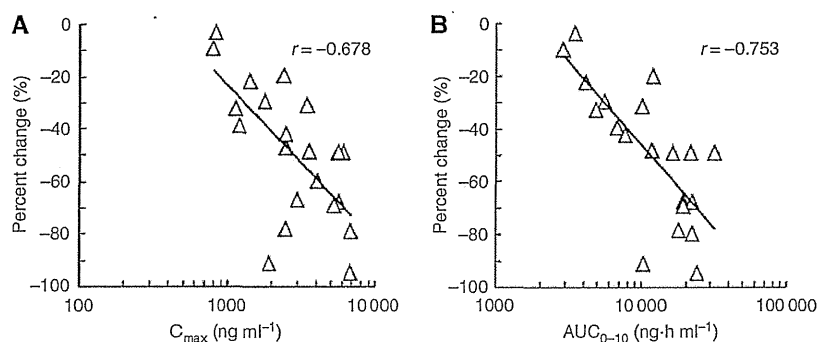 A
Percent change (%)
0
−20
−40
−60
−80
−100
r = −0.678
100
1000
10 000
Cmax (ng ml−1)
B
Percent change (%)
0
−20
−40
−60
−80
−100
r = −0.753
1000
10 000
100 000
AUC0–10 (ng·h ml−1)